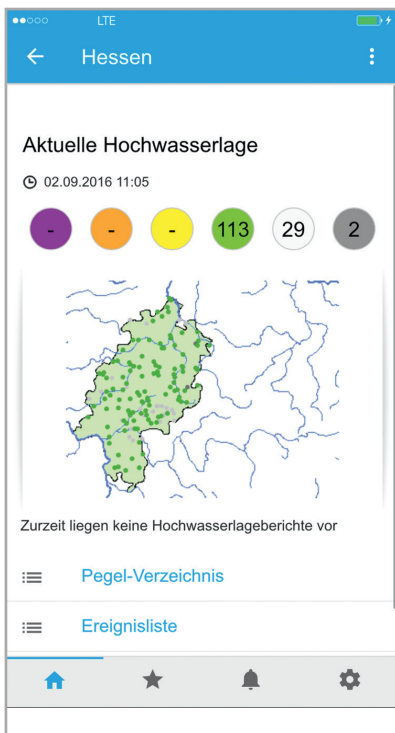 LTE
Hessen
Aktuelle Hochwasserlage
02.09.2016 11:05
- - - 113 29 2
Zurzeit liegen keine Hochwasserlageberichte vor
Pegel-Verzeichnis
Ereignisliste